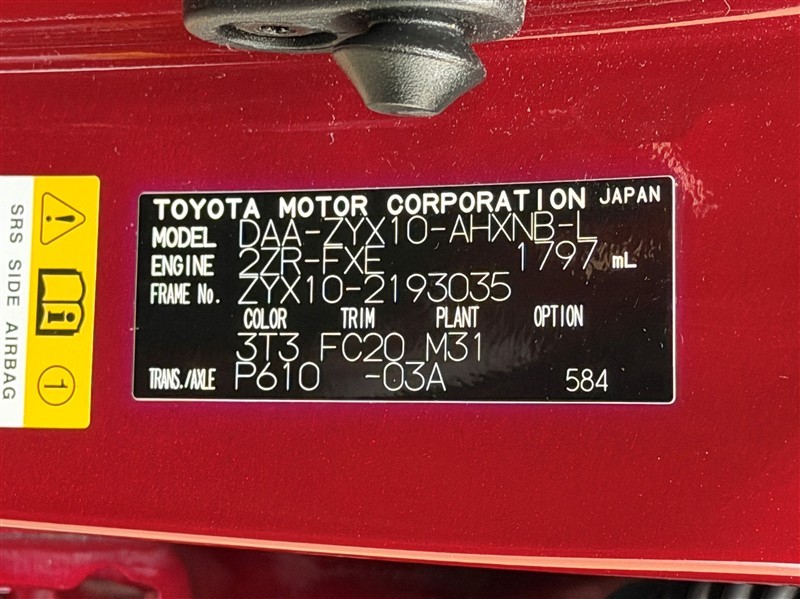 TOYOTA MOTOR CORPORATION JAPAN
MODEL DAA-ZYX10-AHXNB-L
ENGINE 2ZR-FXE 1797 mL
FRAME No. ZYX10-2193035
COLOR TRIM PLANT OPTION
3T3 FC20 M31
TRANS./AXLE P610 -03A 584
SRS SIDE AIRBAG
1